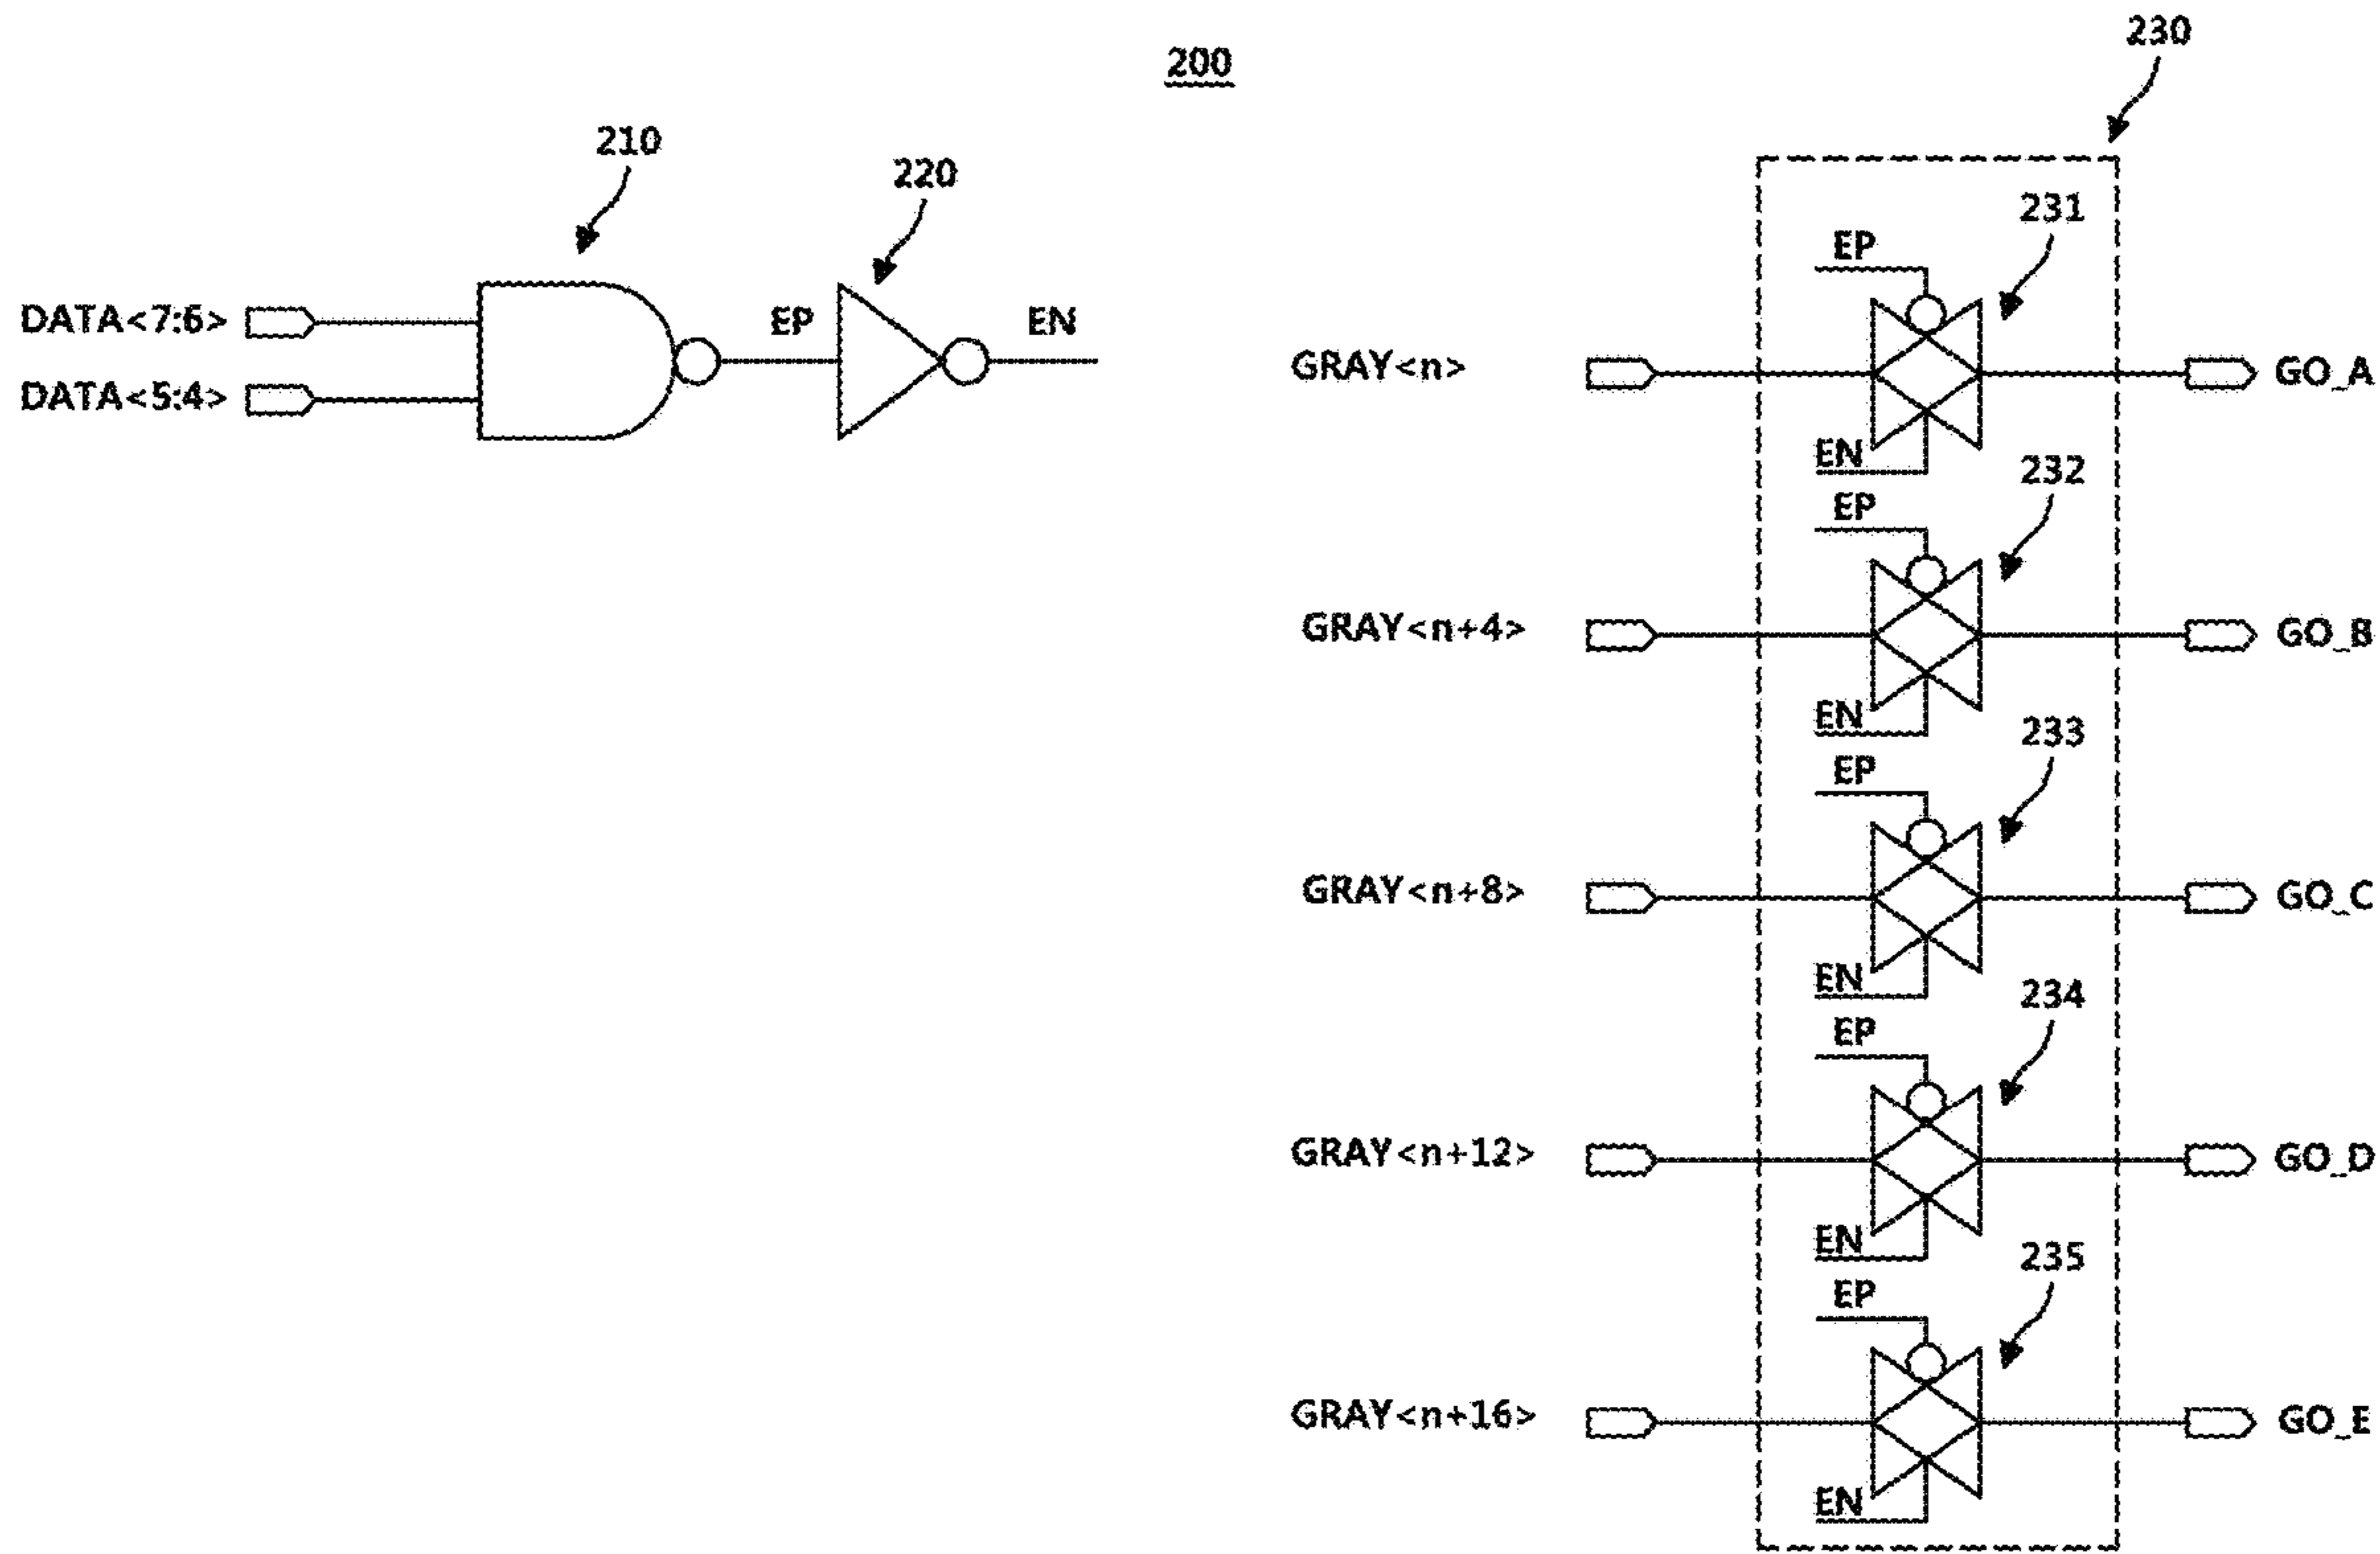 200
230
210
220
231
EP
DATA<7:6>
EP
EN
DATA<5:4>
GRAY<n>
GO_A
EN
232
EP
GRAY<n+4>
GO_B
EN
233
EP
GRAY<n+8>
GO_C
EN
234
EP
GRAY<n+12>
GO_D
EN
235
EP
GRAY<n+16>
GO_E
EN